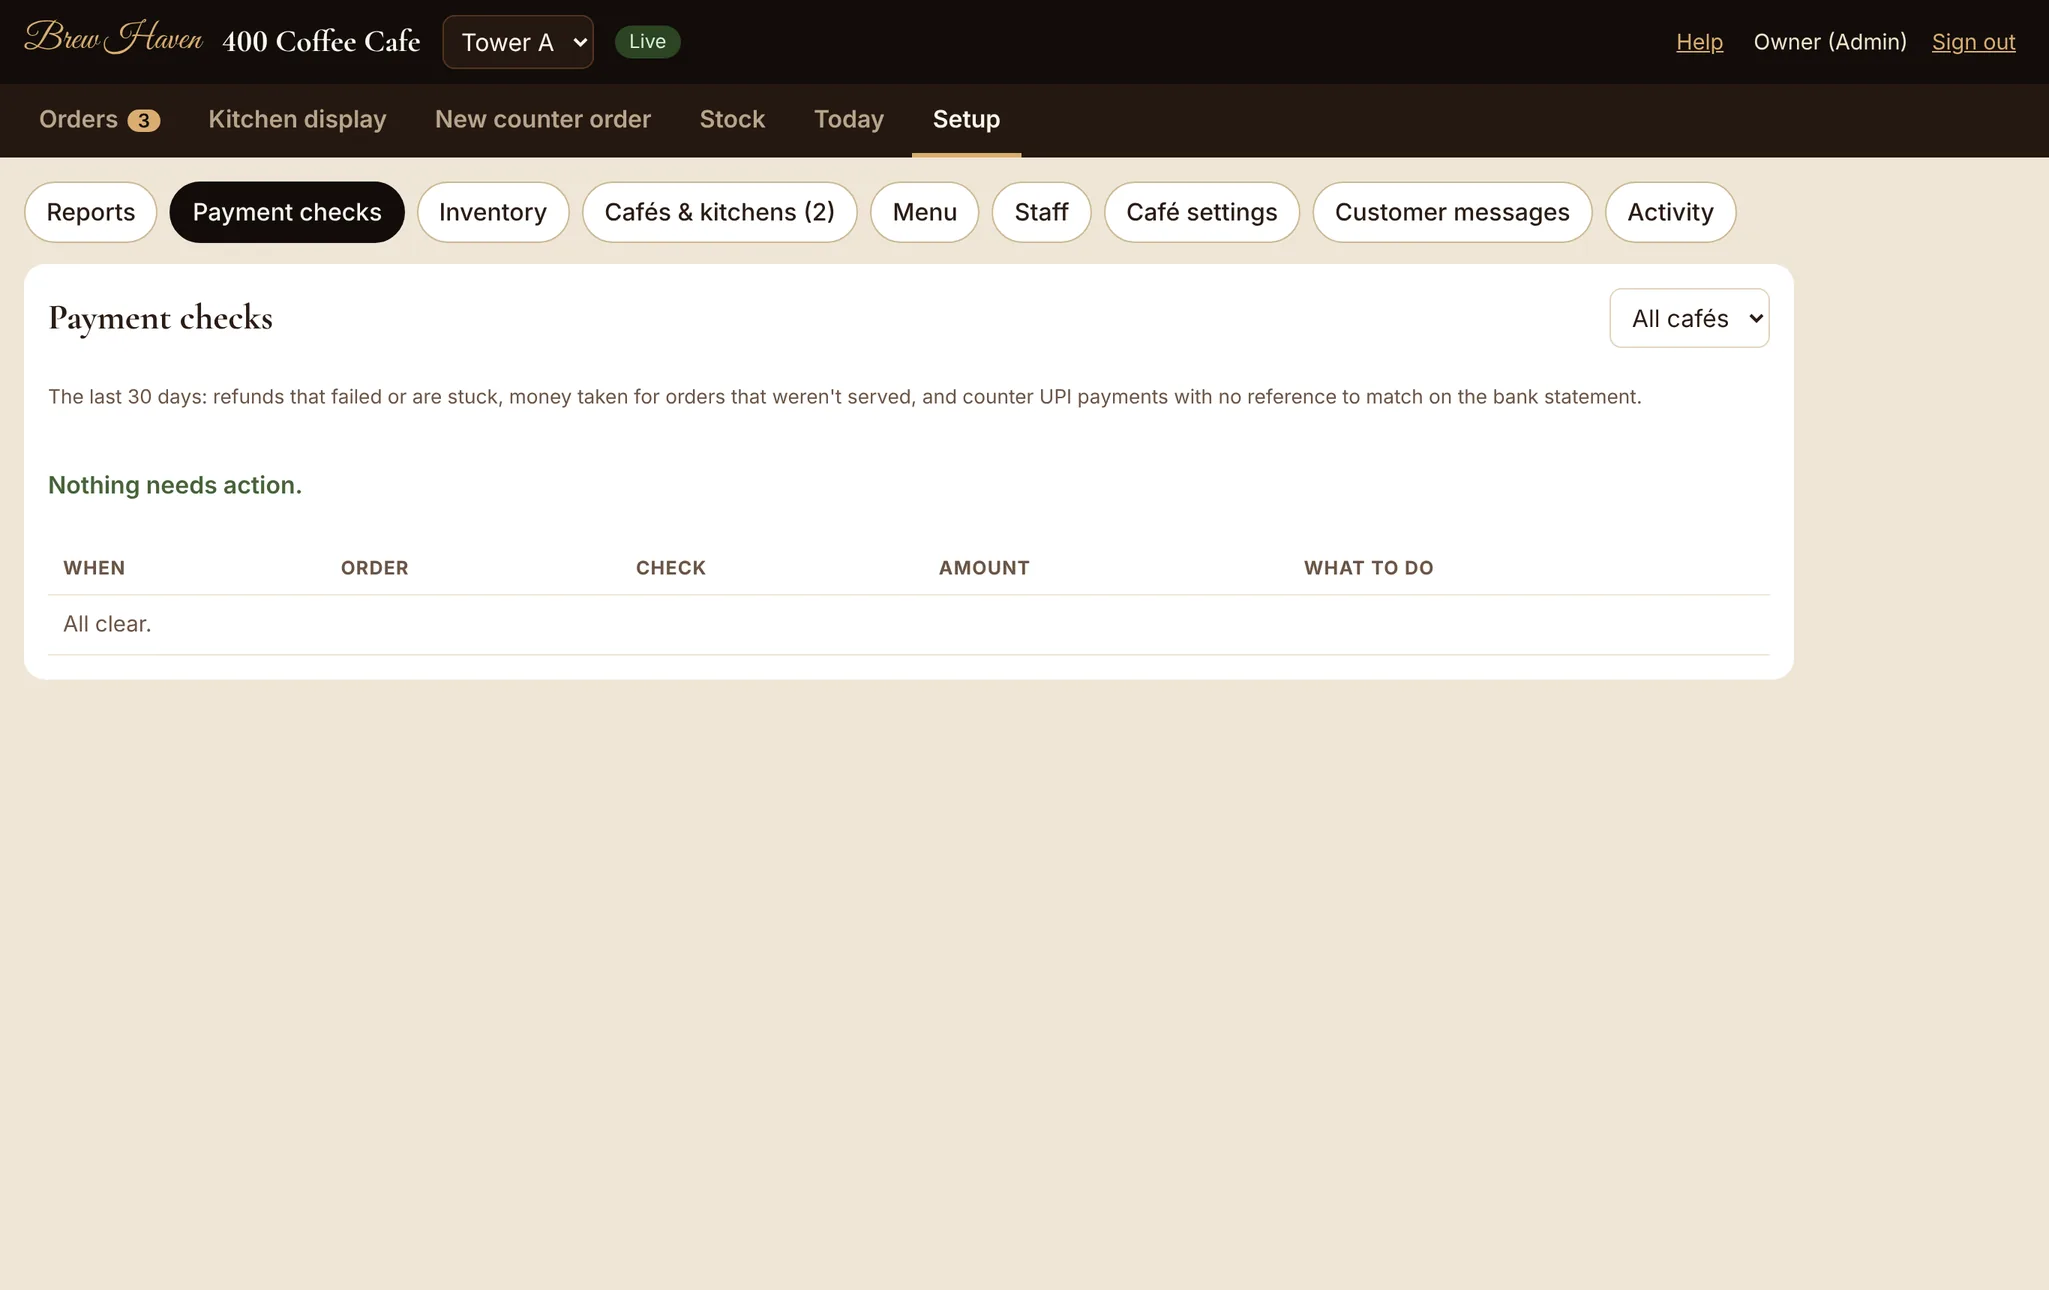 Brew Haven 400 Coffee Cafe Tower A Live Help Owner (Admin) Sign out
Orders 3 Kitchen display New counter order Stock Today Setup
Reports Payment checks Inventory Cafés & kitchens (2) Menu Staff Café settings Customer messages Activity
Payment checks All cafés
The last 30 days: refunds that failed or are stuck, money taken for orders that weren't served, and counter UPI payments with no reference to match on the bank statement.
Nothing needs action.
WHEN ORDER CHECK AMOUNT WHAT TO DO
All clear.